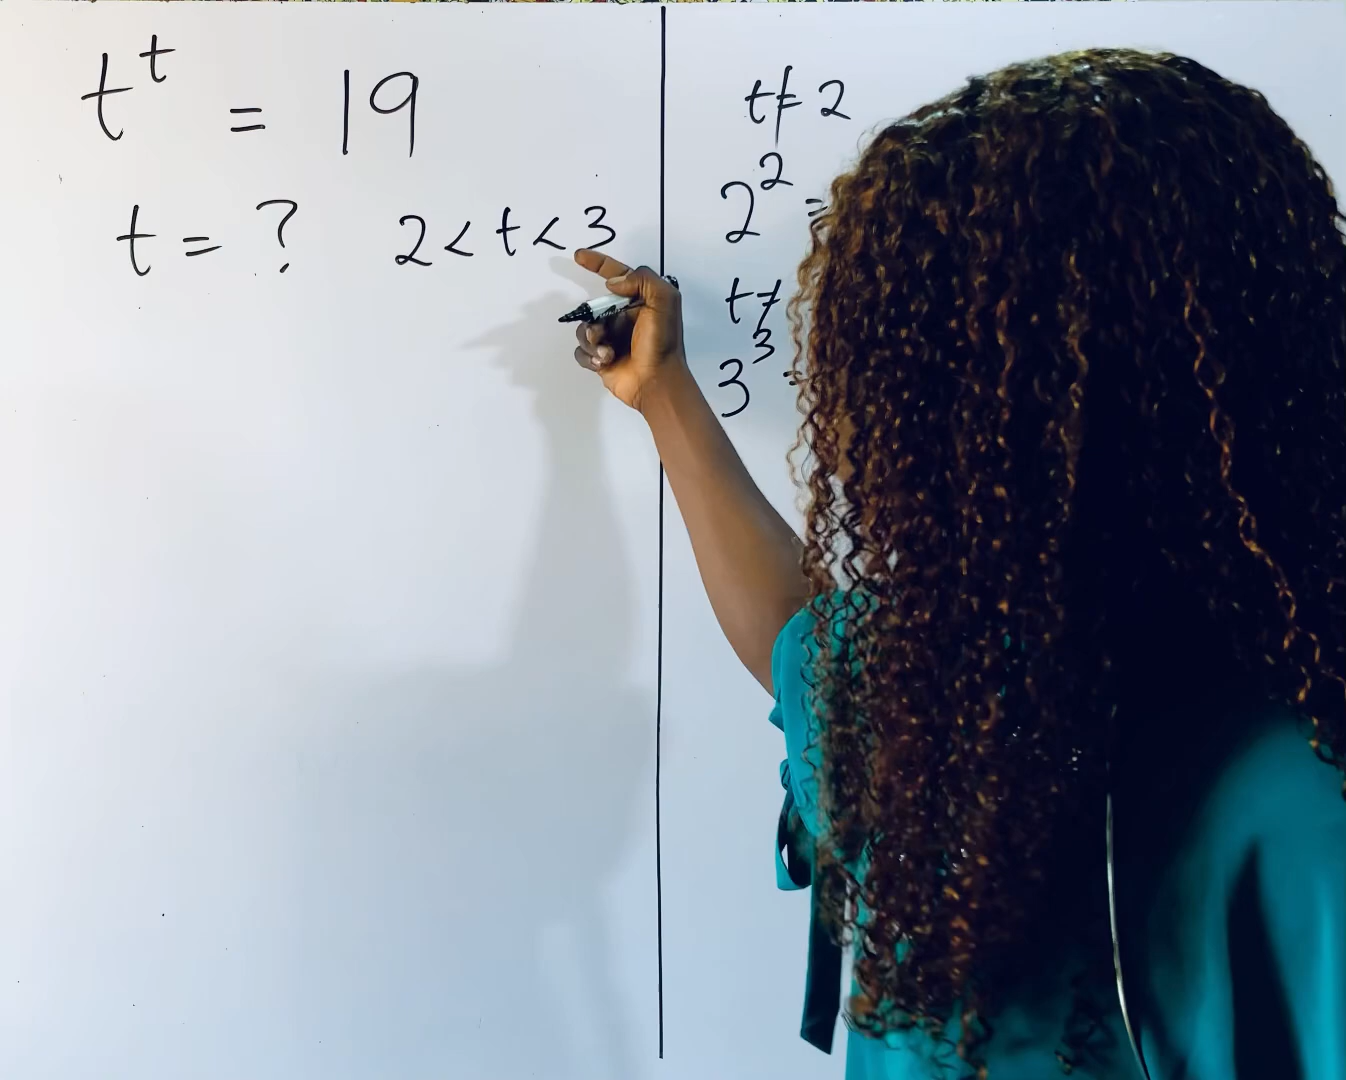 t^t = 19
t = ? 2 < t < 3
t ≠ 2
2^2 =
t ≠
3^3 =